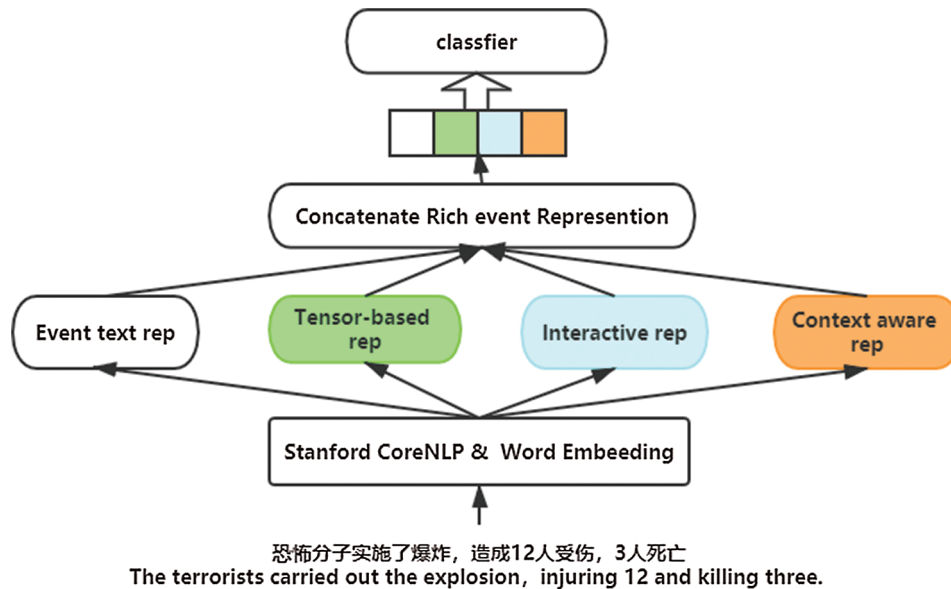 classfier
Concatenate Rich event Represention
Event text rep
Tensor-based
rep
Interactive rep
Context aware
rep
Stanford CoreNLP & Word Embeeding
恐怖分子实施了爆炸，造成12人受伤，3人死亡
The terrorists carried out the explosion，injuring 12 and killing three.